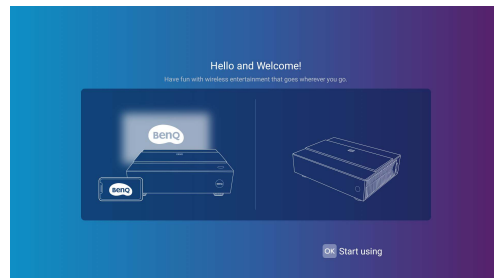 Hello and Welcome!
Have fun with wireless entertainment that goes wherever you go.
BenQ
BenQ
OK Start using